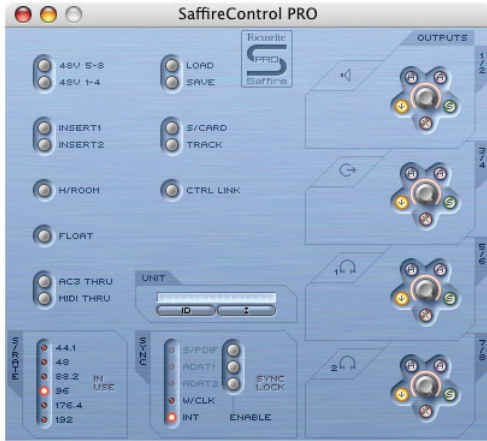 SaffireControl PRO
Focusrite
PRO
Saffire
OUTPUTS
1/2
48V 5-8
48V 1-4
LOAD
SAVE
INSERT1
INSERT2
S/CARD
TRACK
3/4
H/ROOM
CTRL LINK
FLOAT
5/6
AC3 THRU
MIDI THRU
UNIT
ID
1
2
7/8
S/RATE
44.1
48
88.2
96
176.4
192
IN USE
SYNC
S/PDIF
ADAT1
ADAT2
W/CLK
INT
SYNC LOCK
ENABLE